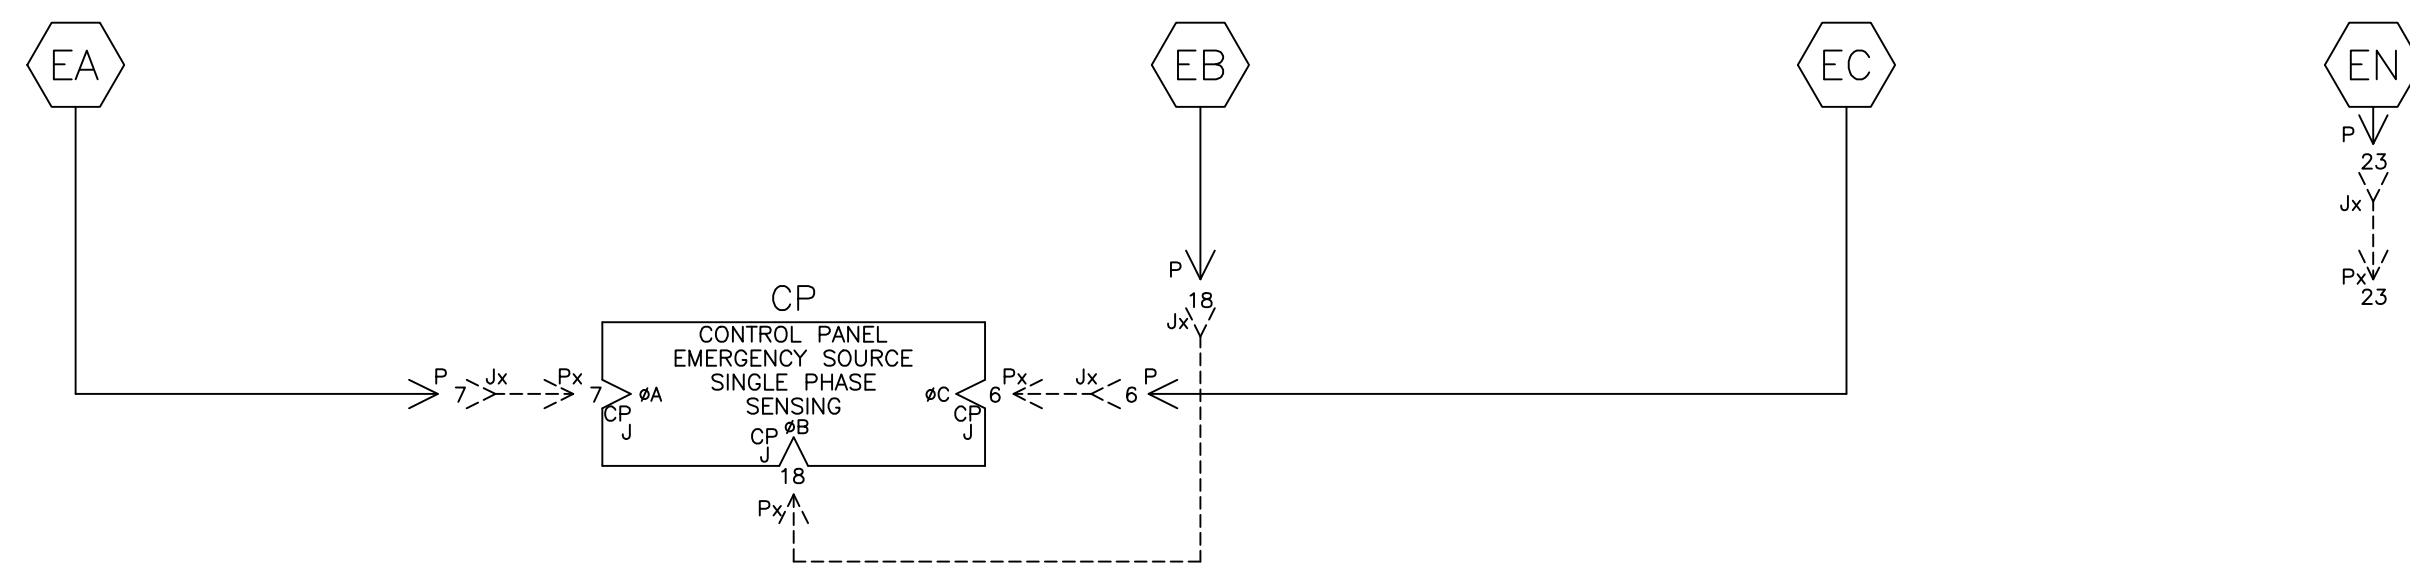 EA
EB
EC
EN
P
23
Jx
Px
23
P
18
Jx
CP
CONTROL PANEL
EMERGENCY SOURCE
SINGLE PHASE
SENSING
P 7 Jx Px 7 øA
CP
J
øC 6 Px Jx 6 P
CP
J
øB
CP
J
18
Px